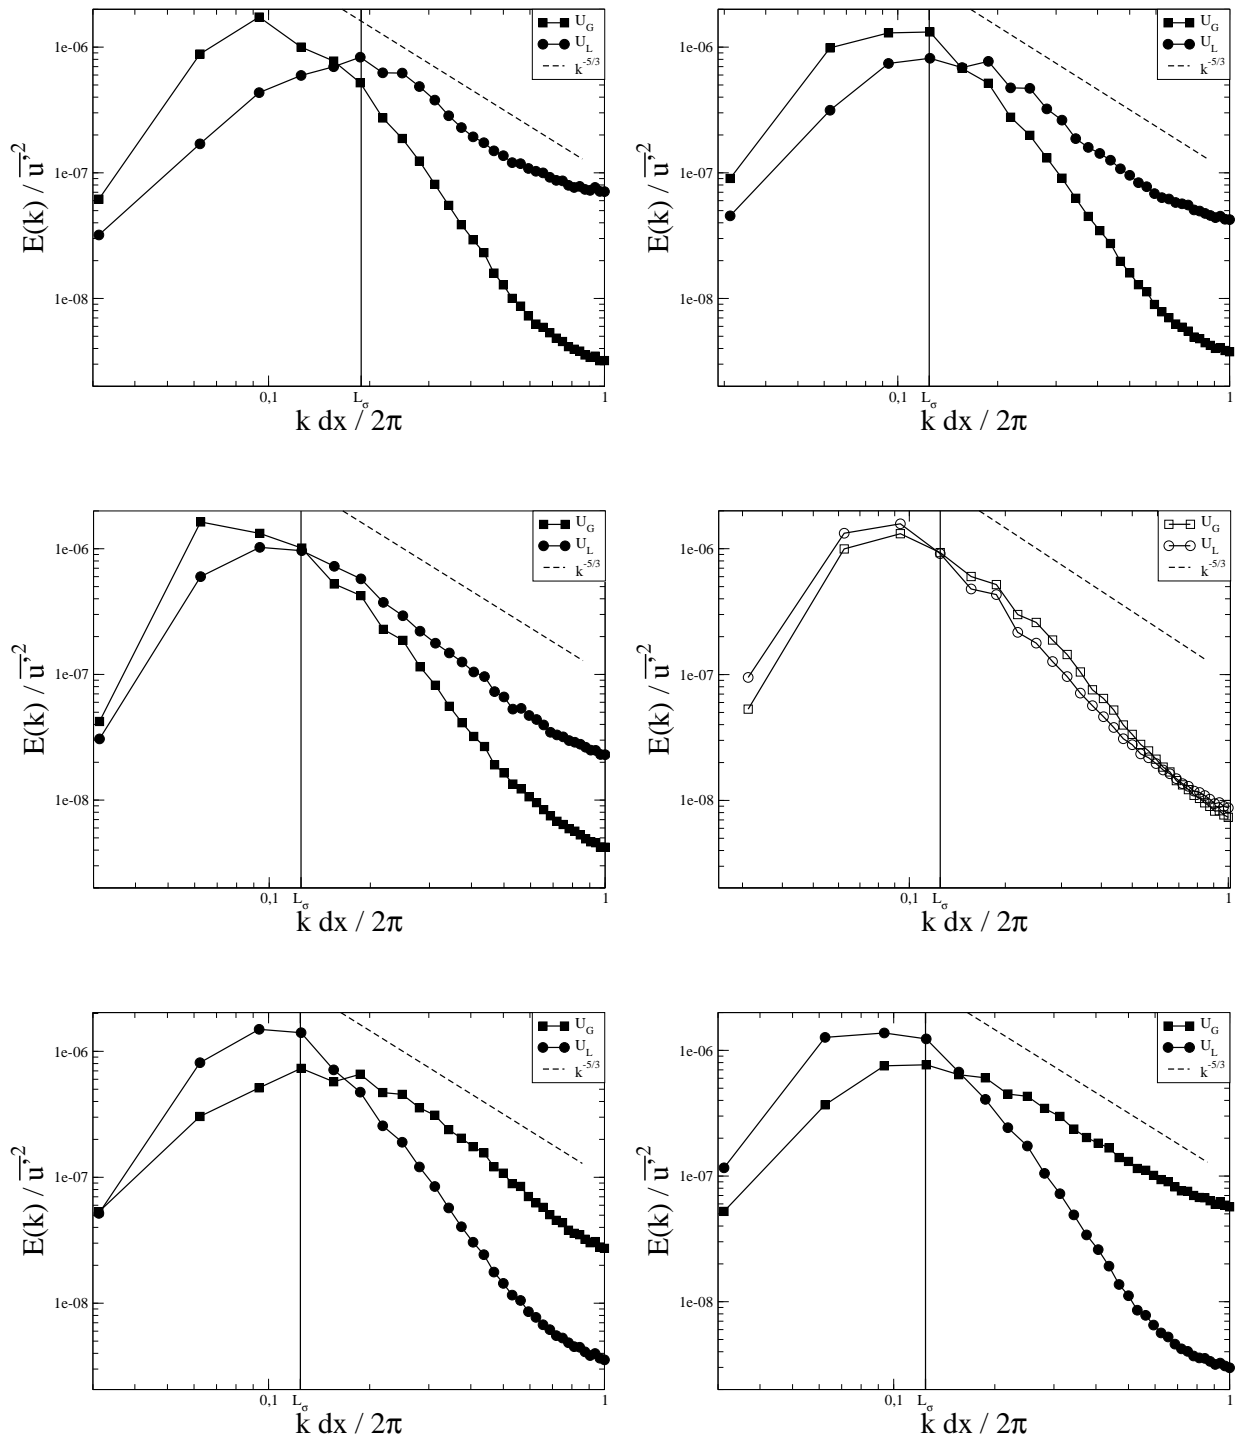 E(k) / u'²
1e-06
1e-07
1e-08
0,1
L_σ
1
k dx / 2π
U_G
U_L
k^-5/3
E(k) / u'²
1e-06
1e-07
1e-08
0,1
L_σ
1
k dx / 2π
U_G
U_L
k^-5/3
E(k) / u'²
1e-06
1e-07
1e-08
0,1
L_σ
1
k dx / 2π
U_G
U_L
k^-5/3
E(k) / u'²
1e-06
1e-07
1e-08
0,1
L_σ
1
k dx / 2π
U_G
U_L
k^-5/3
E(k) / u'²
1e-06
1e-07
1e-08
0,1
L_σ
1
k dx / 2π
U_G
U_L
k^-5/3
E(k) / u'²
1e-06
1e-07
1e-08
0,1
L_σ
1
k dx / 2π
U_G
U_L
k^-5/3